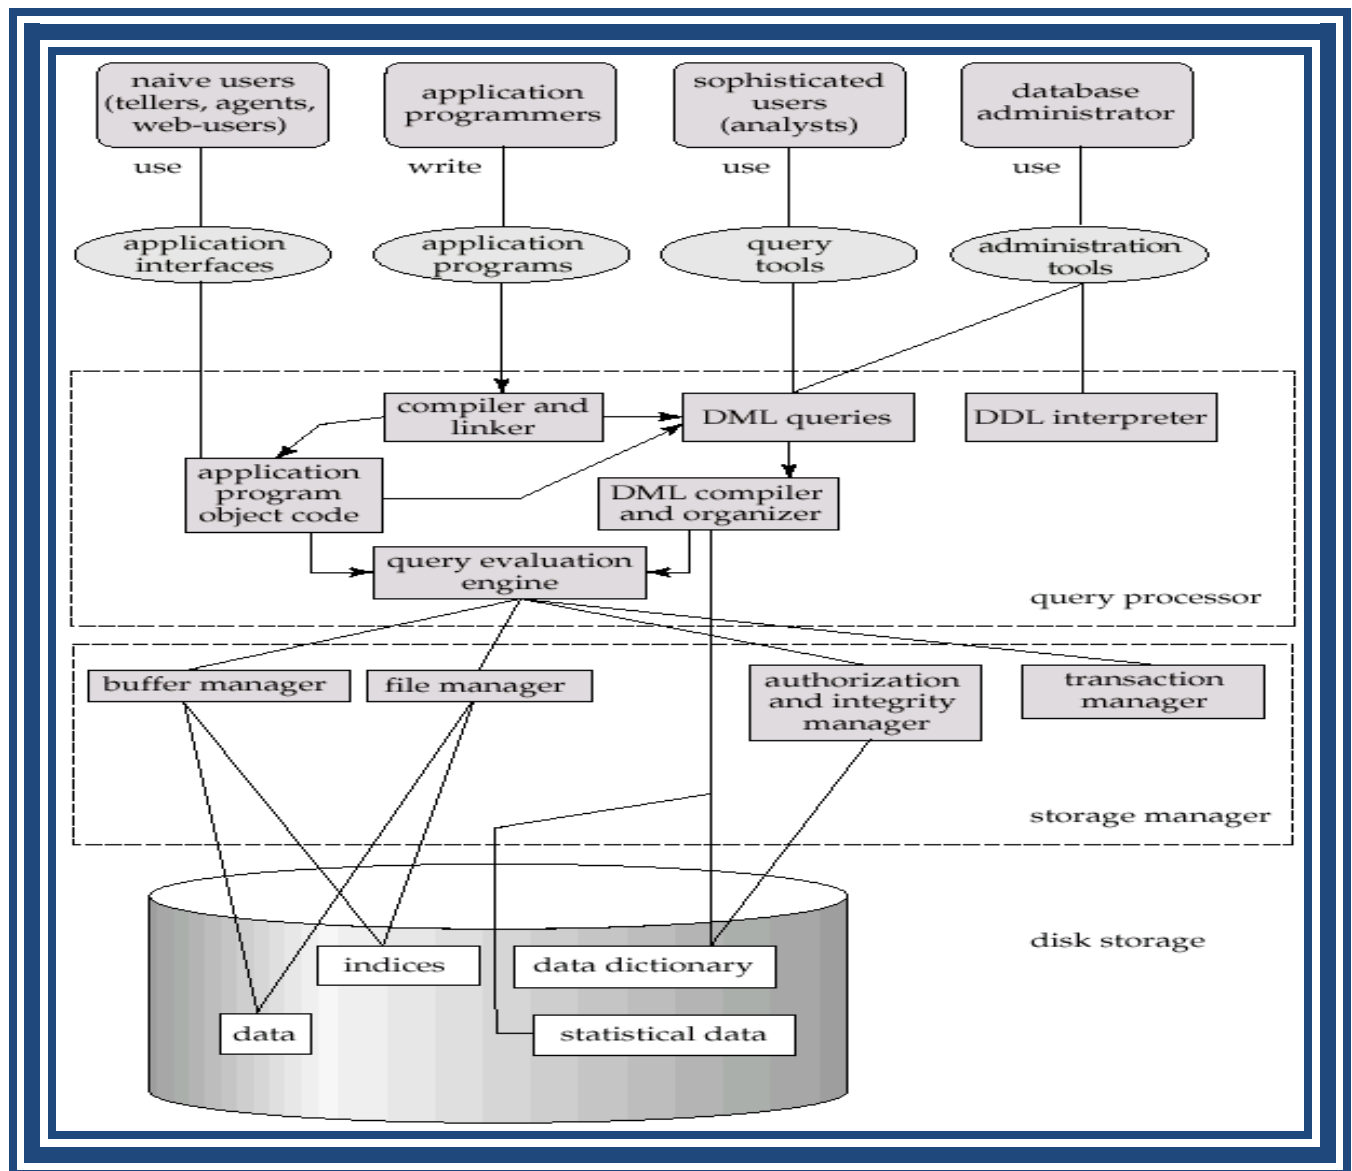 naive users
(tellers, agents,
web-users)
application
programmers
sophisticated
users
(analysts)
database
administrator
use
write
use
use
application
interfaces
application
programs
query
tools
administration
tools
compiler and
linker
DML queries
DDL interpreter
application
program
object code
DML compiler
and organizer
query evaluation
engine
query processor
buffer manager
file manager
authorization
and integrity
manager
transaction
manager
storage manager
disk storage
indices
data dictionary
data
statistical data